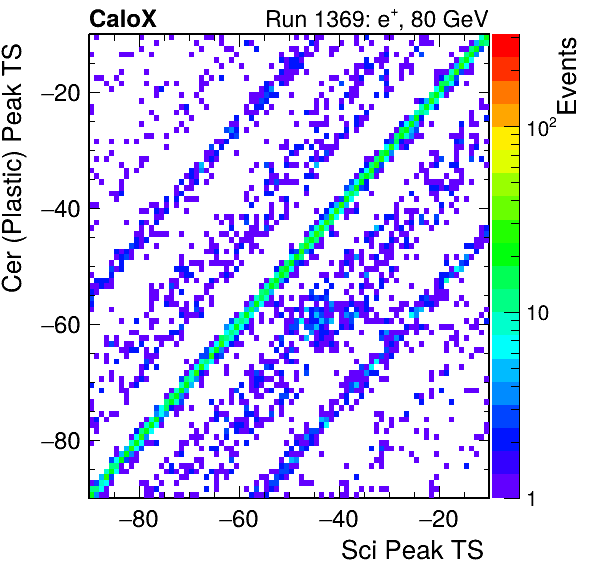 CaloX Run 1369: e⁺, 80 GeV
Cer (Plastic) Peak TS
−20
−40
−60
−80
−80 −60 −40 −20
Sci Peak TS
Events
10²
10
1